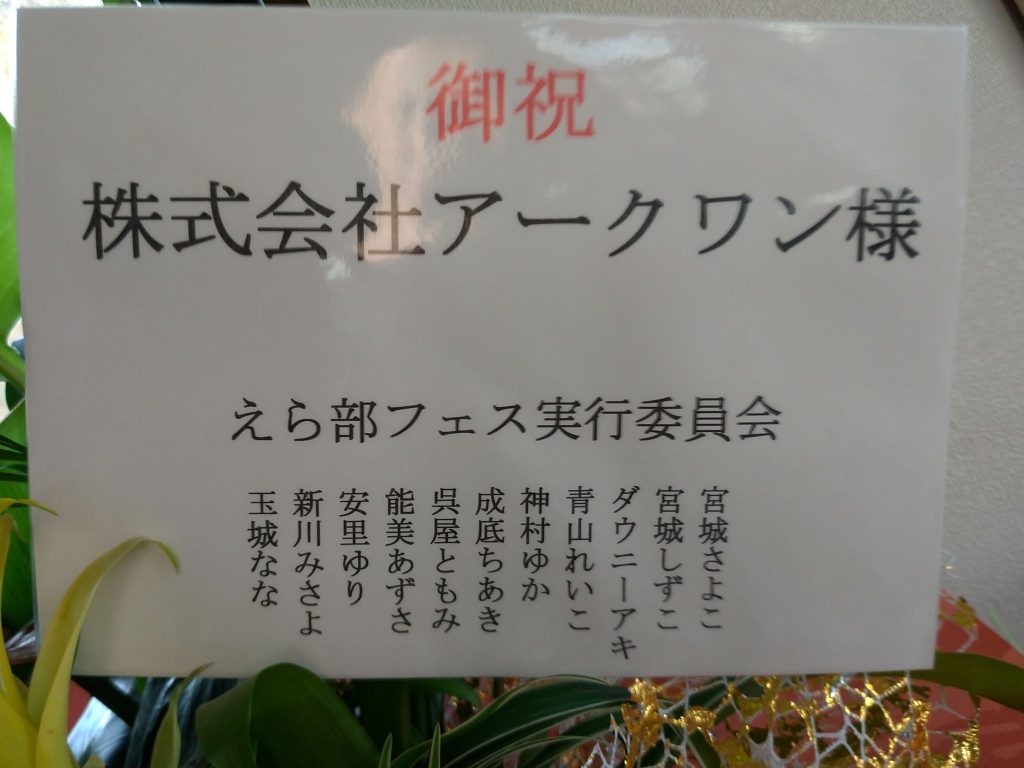 御祝
株式会社アークワン様
えら部フェス実行委員会
宮城さよこ
宮城しずこ
ダウニーアキ
青山れいこ
神村ゆか
成底ちあき
呉屋ともみ
能美あずさ
安里ゆり
新川みさよ
玉城なな